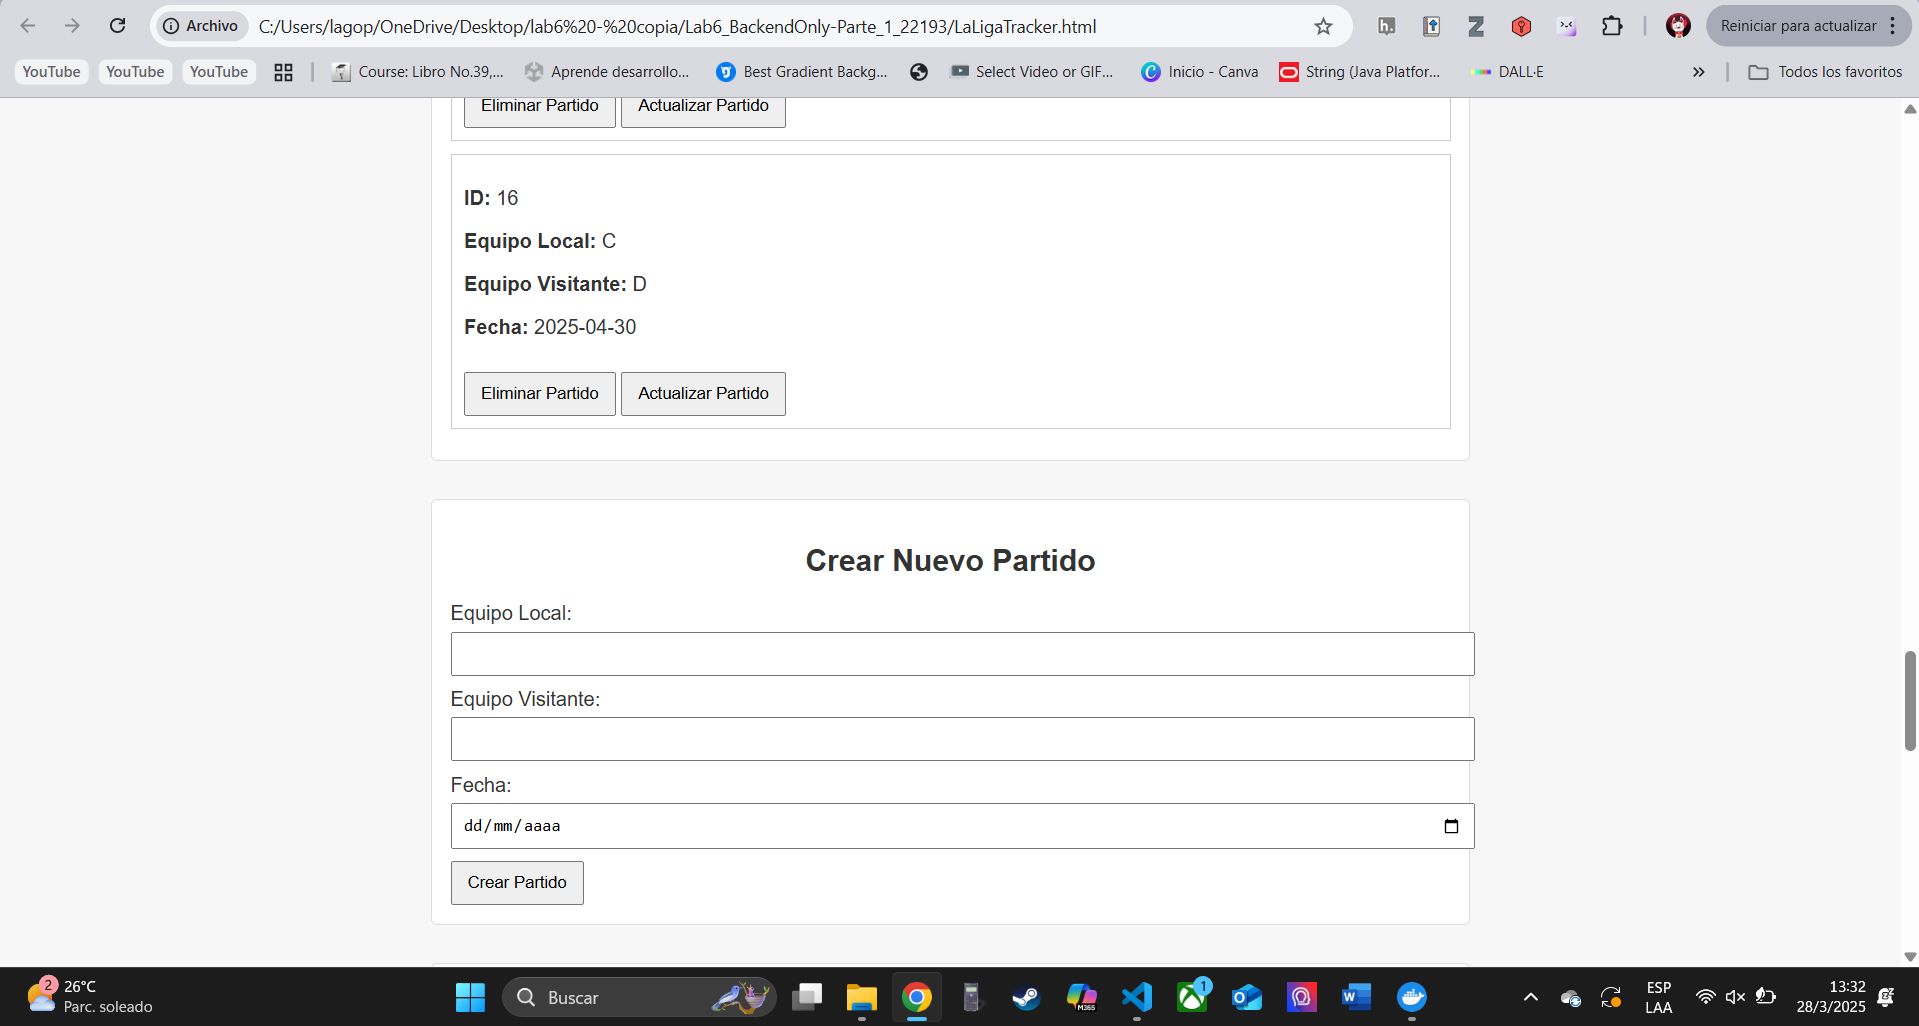 Archivo C:/Users/lagop/OneDrive/Desktop/lab6%20-%20copia/Lab6_BackendOnly-Parte_1_22193/LaLigaTracker.html h. Z Reiniciar para actualizar
YouTube YouTube YouTube Course: Libro No.39,... Aprende desarrollo... Best Gradient Backg... Select Video or GIF... Inicio - Canva String (Java Platfor... DALL·E » Todos los favoritos
Eliminar Partido Actualizar Partido
ID: 16
Equipo Local: C
Equipo Visitante: D
Fecha: 2025-04-30
Eliminar Partido Actualizar Partido
Crear Nuevo Partido
Equipo Local:
Equipo Visitante:
Fecha:
dd/mm/aaaa
Crear Partido
2 26°C
Parc. soleado
Buscar
M365
1
W
ESP
LAA
13:32
28/3/2025